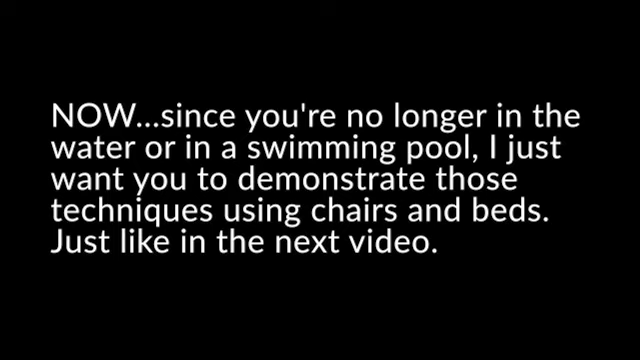 NOW...since you're no longer in the
water or in a swimming pool, I just
want you to demonstrate those
techniques using chairs and beds.
Just like in the next video.